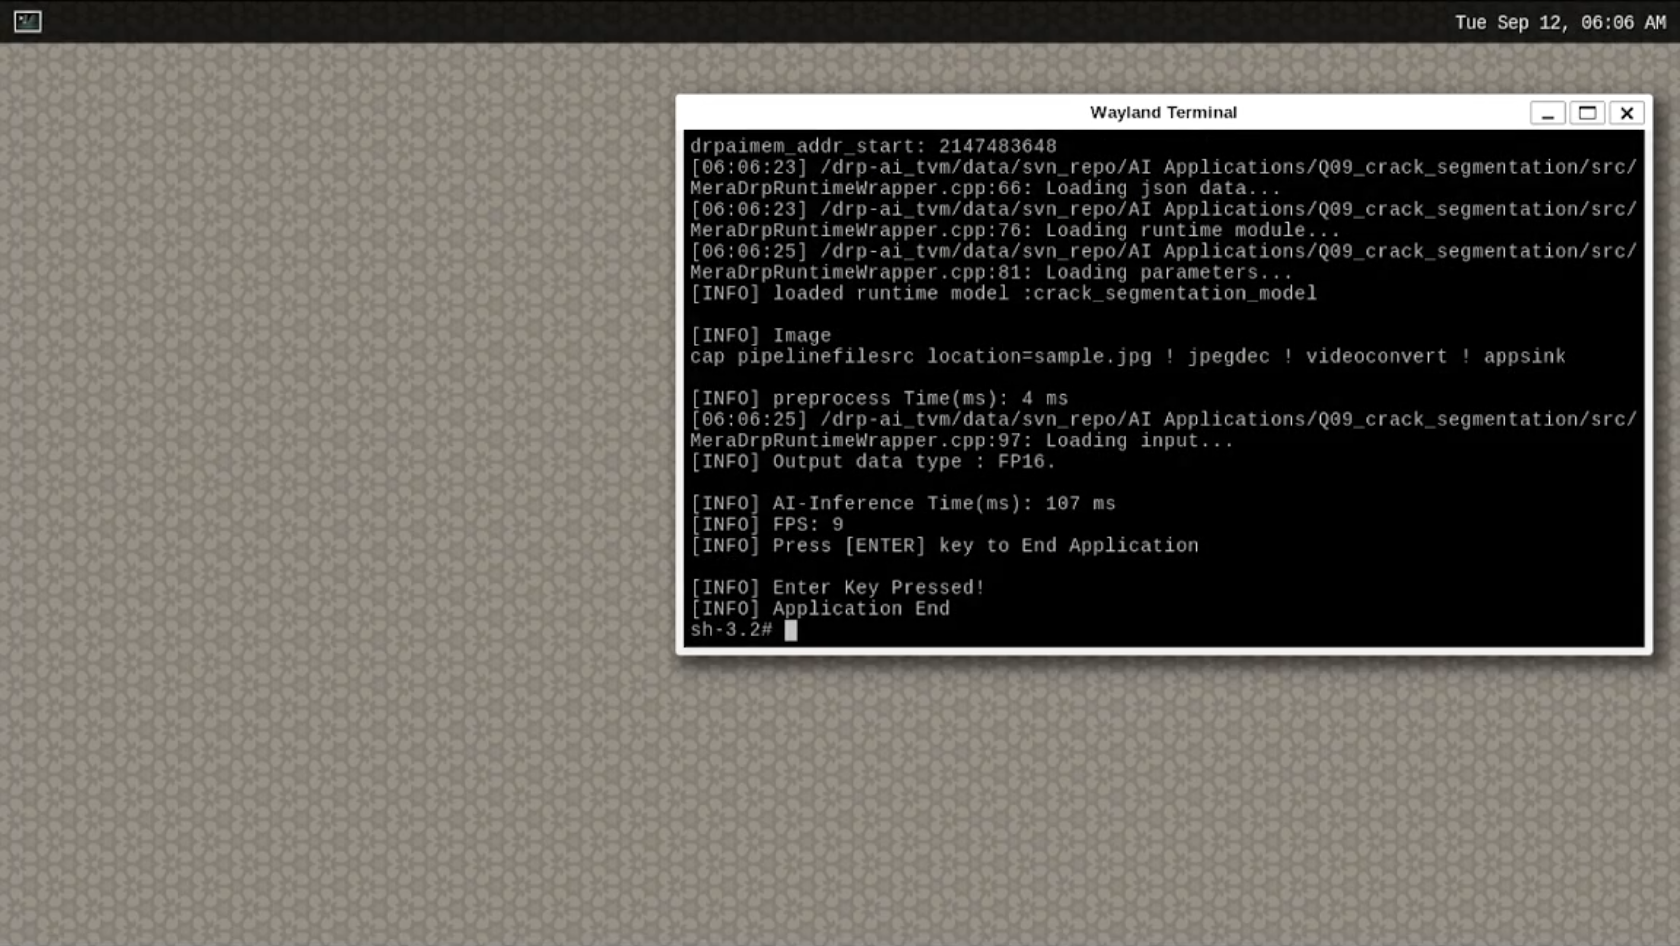 Tue Sep 12, 06:06 AM
Wayland Terminal
drpaimem_addr_start: 2147483648
[06:06:23] /drp-ai_tvm/data/svn_repo/AI Applications/Q09_crack_segmentation/src/
MeraDrpRuntimeWrapper.cpp:66: Loading json data...
[06:06:23] /drp-ai_tvm/data/svn_repo/AI Applications/Q09_crack_segmentation/src/
MeraDrpRuntimeWrapper.cpp:76: Loading runtime module...
[06:06:25] /drp-ai_tvm/data/svn_repo/AI Applications/Q09_crack_segmentation/src/
MeraDrpRuntimeWrapper.cpp:81: Loading parameters...
[INFO] loaded runtime model :crack_segmentation_model
[INFO] Image
cap pipelinefilesrc location=sample.jpg ! jpegdec ! videoconvert ! appsink
[INFO] preprocess Time(ms): 4 ms
[06:06:25] /drp-ai_tvm/data/svn_repo/AI Applications/Q09_crack_segmentation/src/
MeraDrpRuntimeWrapper.cpp:97: Loading input...
[INFO] Output data type : FP16.
[INFO] AI-Inference Time(ms): 107 ms
[INFO] FPS: 9
[INFO] Press [ENTER] key to End Application
[INFO] Enter Key Pressed!
[INFO] Application End
sh-3.2#